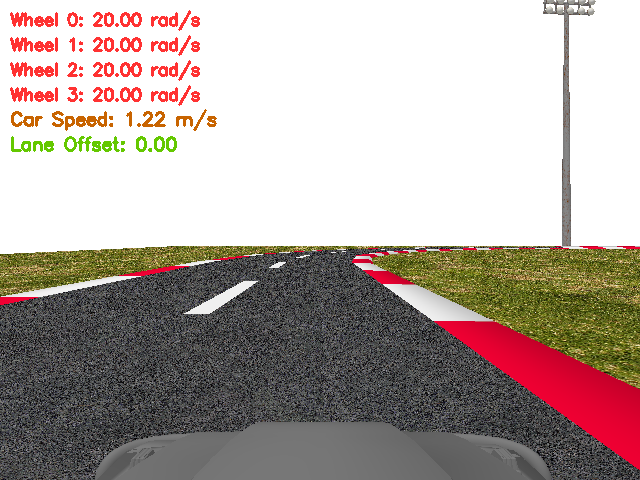 Wheel 0: 20.00 rad/s
Wheel 1: 20.00 rad/s
Wheel 2: 20.00 rad/s
Wheel 3: 20.00 rad/s
Car Speed: 1.22 m/s
Lane Offset: 0.00